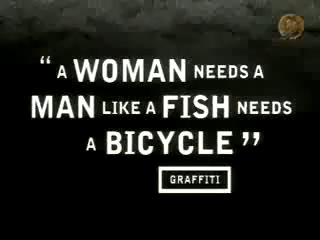 “ A WOMAN NEEDS A
MAN LIKE A FISH NEEDS
A BICYCLE ”
GRAFFITI